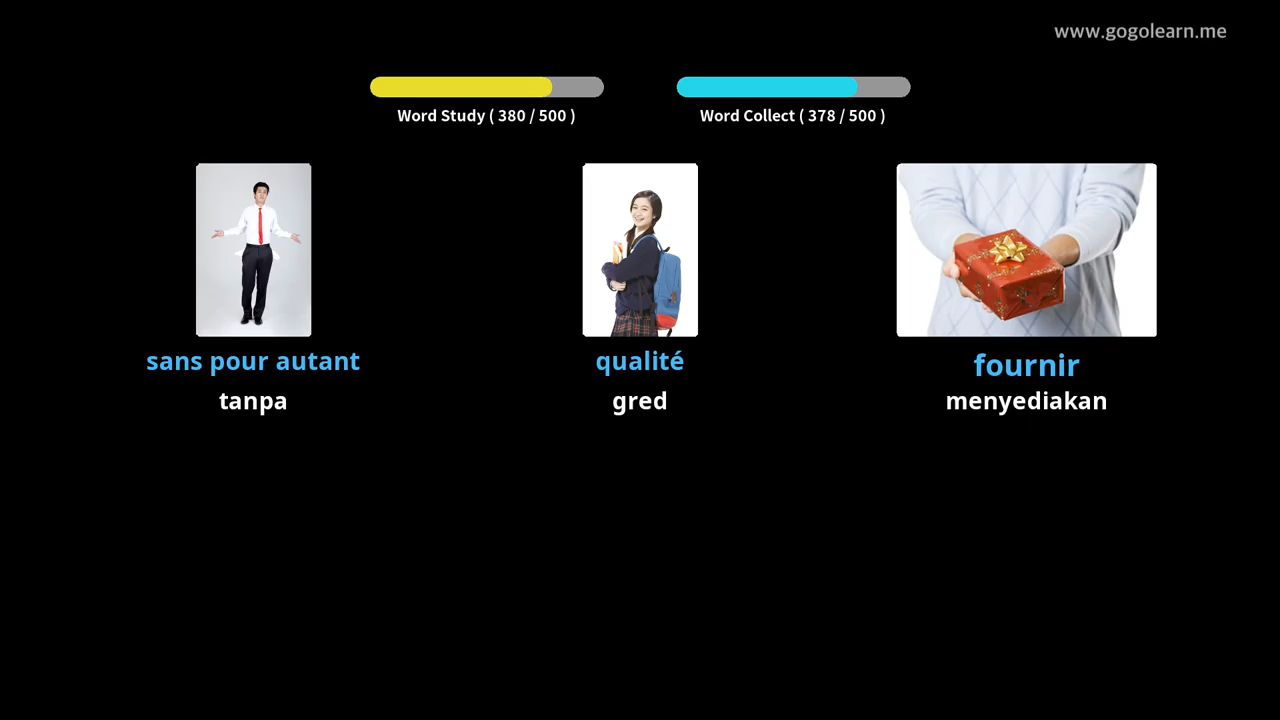 www.gogolearn.me
Word Study ( 380 / 500 )
Word Collect ( 378 / 500 )
sans pour autant
tanpa
qualité
gred
fournir
menyediakan